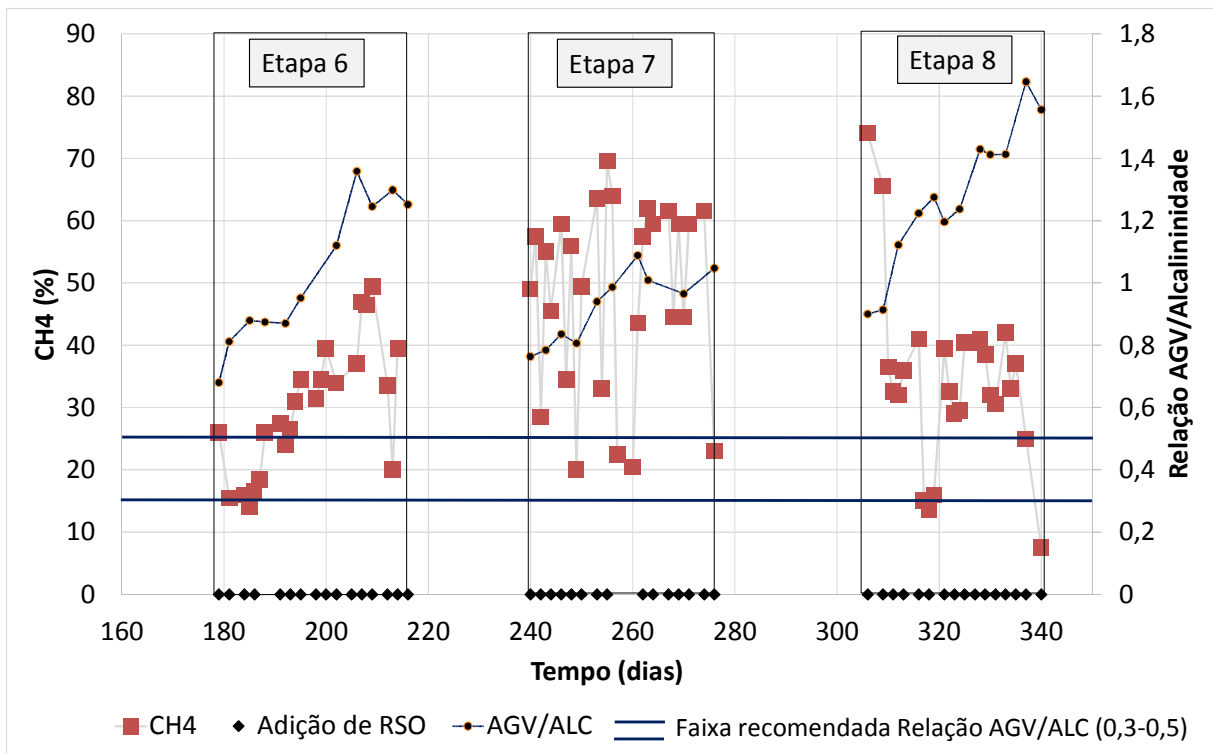 Etapa 6
Etapa 7
Etapa 8
CH4 (%)
90
80
70
60
50
40
30
20
10
0
1,8
1,6
1,4
1,2
1
0,8
0,6
0,4
0,2
0
Relação AGV/Alcalininidade
160 180 200 220 240 260 280 300 320 340
Tempo (dias)
CH4 Adição de RSO AGV/ALC Faixa recomendada Relação AGV/ALC (0,3-0,5)